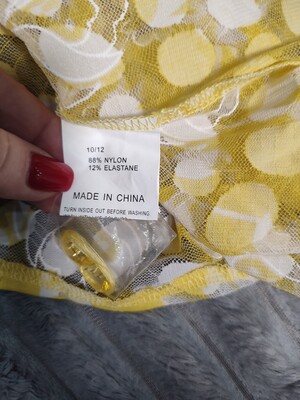 10/12
88% NYLON
12% ELASTANE
MADE IN CHINA
TURN INSIDE OUT BEFORE WASHING